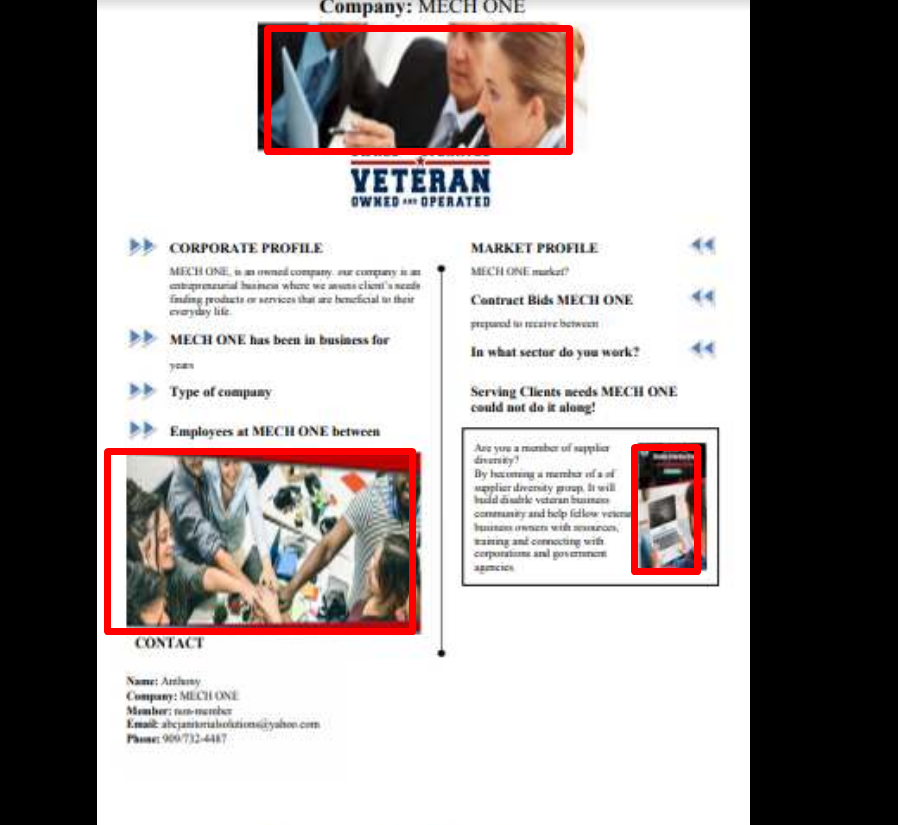 Company: MECH ONE
VETERAN
OWNED AND OPERATED
CORPORATE PROFILE
MECH ONE, is an owned company. our company is an
entrepreneurial business where we assess client's needs
finding products or services that are beneficial to their
everyday life.
MECH ONE has been in business for
years
Type of company
Employees at MECH ONE between
MARKET PROFILE
MECH ONE market?
Contract Bids MECH ONE
prepared to receive between
In what sector do you work?
Serving Clients needs MECH ONE
could not do it along!
Are you a member of supplier
diversity?
By becoming a member of a of
supplier diversity group. It will
build disable veteran business
community and help fellow vetera
business owners with resources,
training and connecting with
corporations and government
agencies
CONTACT
Name: Anthony
Company: MECH ONE
Member: non-member
Email: abcjanitorialsolutions@yahoo.com
Phone: 909/732-4487